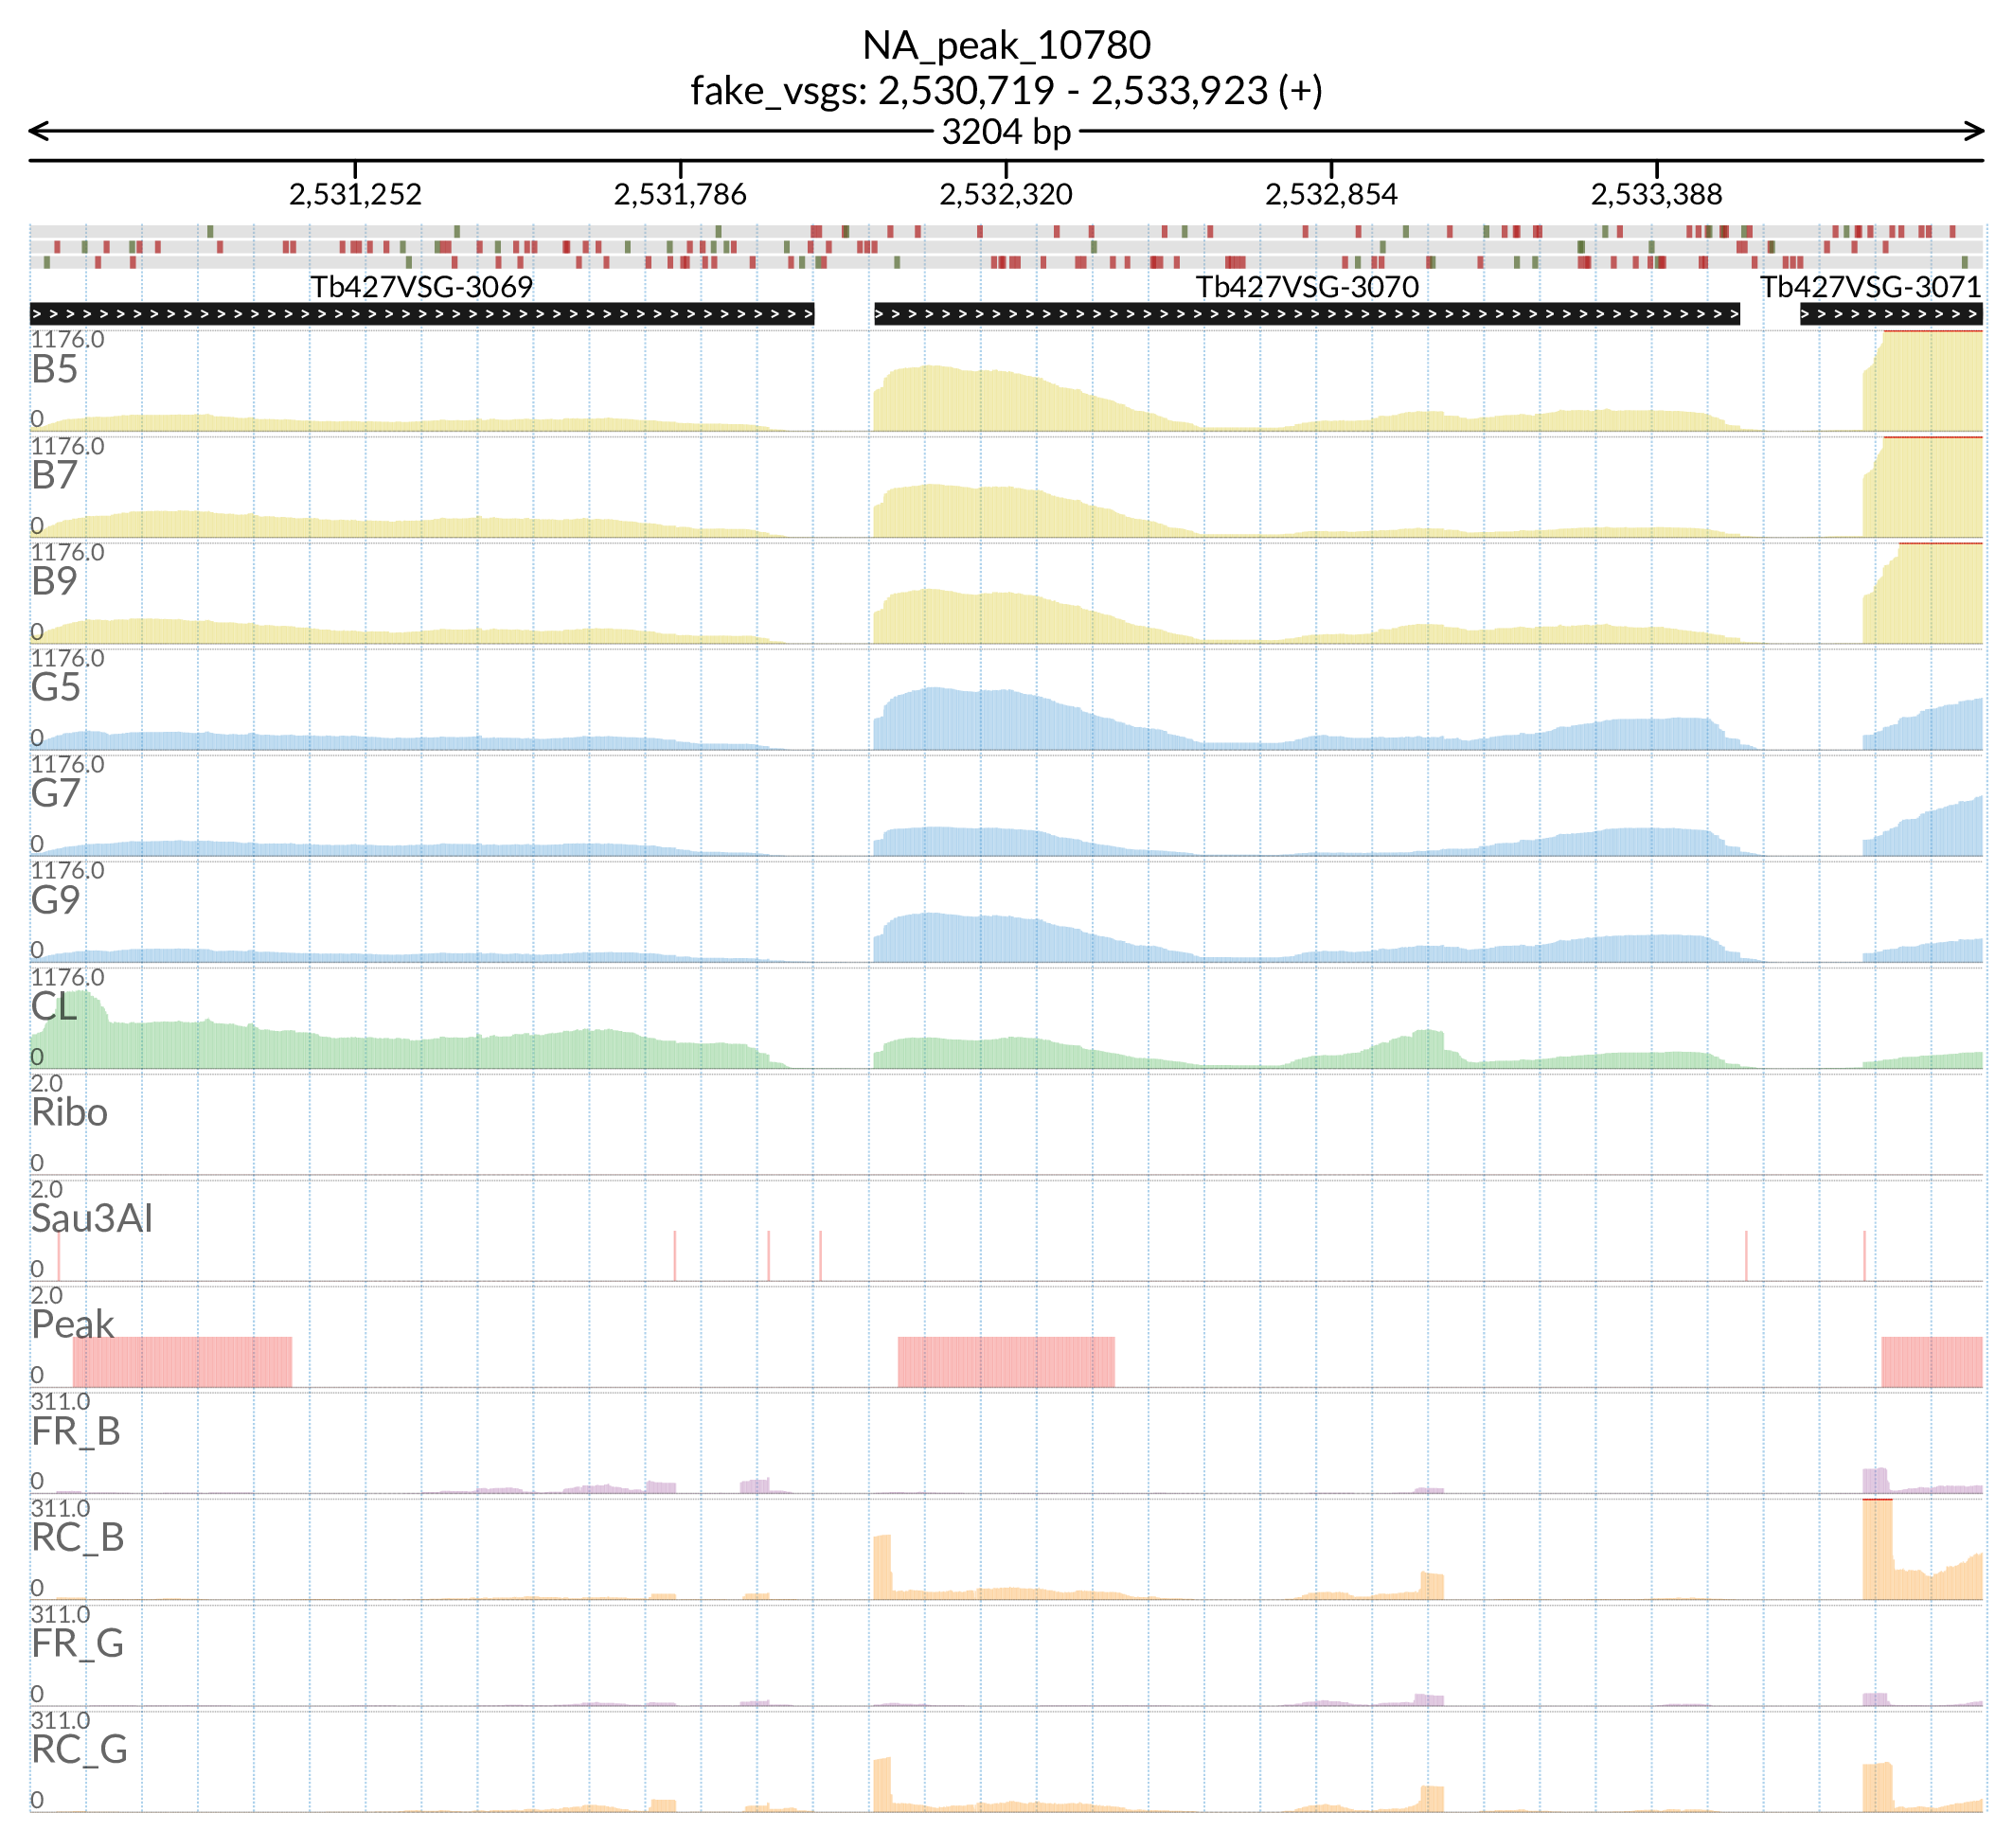 NA_peak_10780
fake_vsgs: 2,530,719 - 2,533,923 (+)
3204 bp
2,531,252 2,531,786 2,532,320 2,532,854 2,533,388
Tb427VSG-3069 Tb427VSG-3070 Tb427VSG-3071
1176.0
B5
0
1176.0
B7
0
1176.0
B9
0
1176.0
G5
0
1176.0
G7
0
1176.0
G9
0
1176.0
CL
0
2.0
Ribo
0
2.0
Sau3AI
0
2.0
Peak
0
311.0
FR_B
0
311.0
RC_B
0
311.0
FR_G
0
311.0
RC_G
0